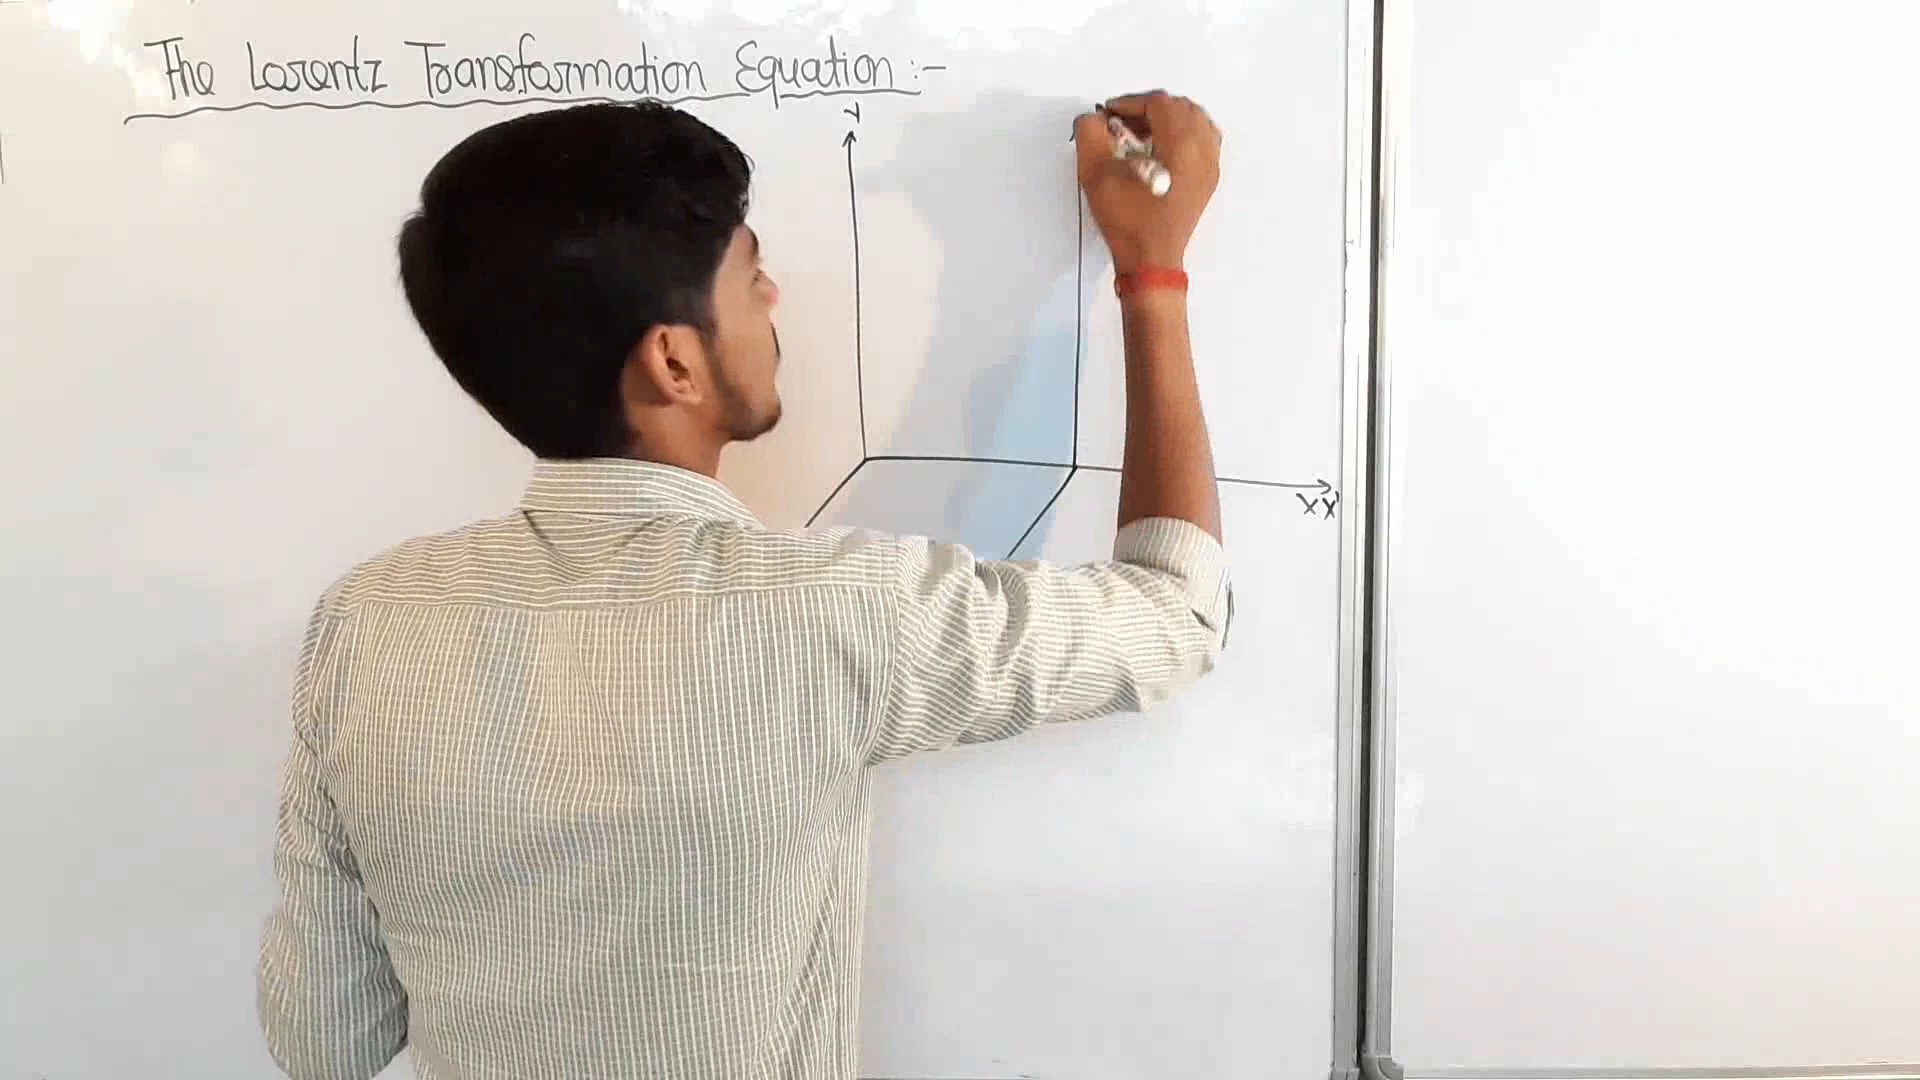 The Lorentz Transformation Equation :-
Y
X X'